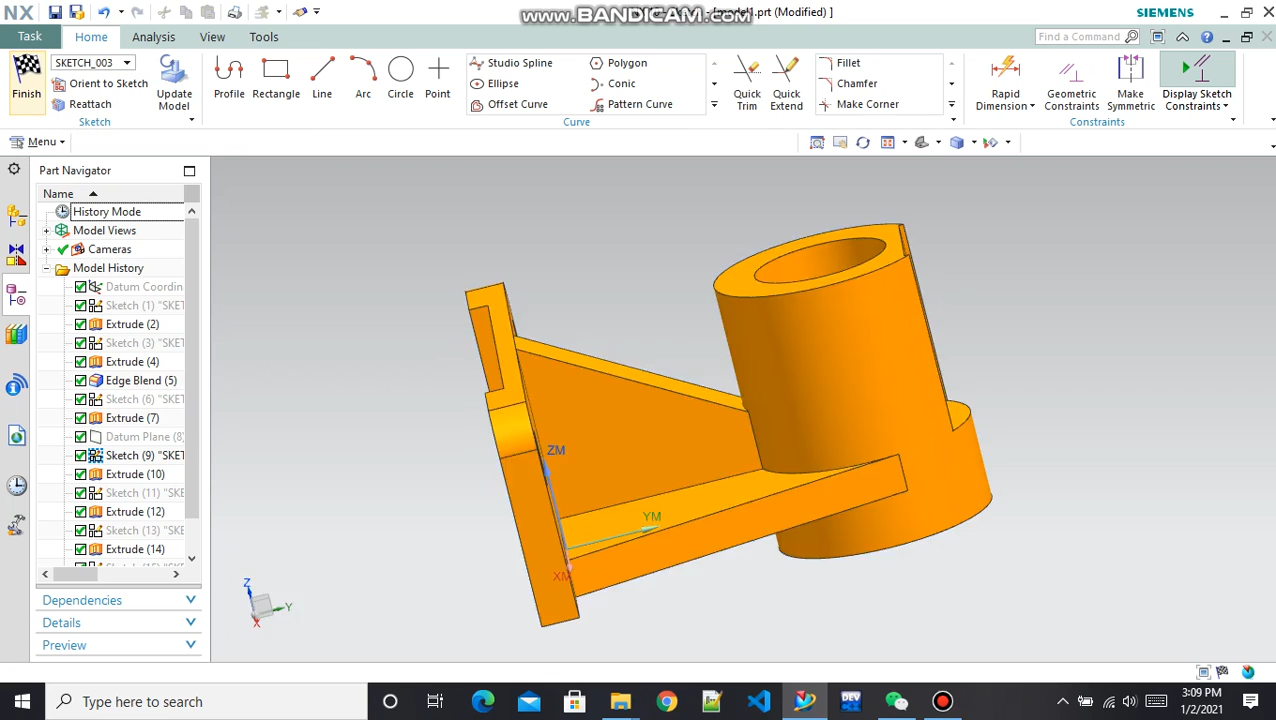 NX
www.BANDICAM.com
.prt (Modified) ]
SIEMENS
Task
Home
Analysis
View
Tools
Find a Command
Finish
SKETCH_003
Orient to Sketch
Reattach
Update
Model
Sketch
Profile
Rectangle
Line
Arc
Circle
Point
Studio Spline
Polygon
Ellipse
Conic
Offset Curve
Pattern Curve
Curve
Quick
Trim
Quick
Extend
Fillet
Chamfer
Make Corner
Rapid
Dimension
Geometric
Constraints
Make
Symmetric
Display Sketch
Constraints
Constraints
Menu
Part Navigator
Name
History Mode
Model Views
Cameras
Model History
Datum Coordin
Sketch (1) "SKET
Extrude (2)
Sketch (3) "SKET
Extrude (4)
Edge Blend (5)
Sketch (6) "SKET
Extrude (7)
Datum Plane (8)
Sketch (9) "SKET
Extrude (10)
Sketch (11) "SKE
Extrude (12)
Sketch (13) "SKE
Extrude (14)
Dependencies
Details
Preview
ZM
YM
XM
Z
Y
X
Type here to search
DEV
3:09 PM
1/2/2021